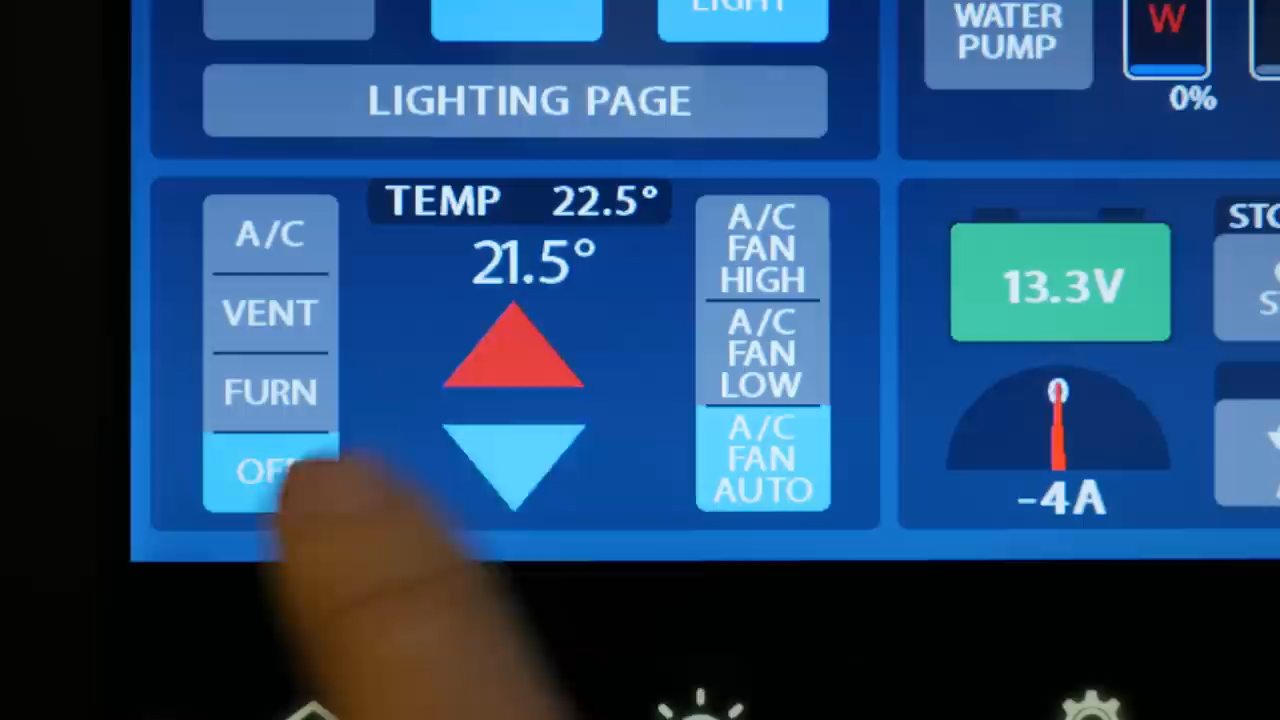 LIGHT
WATER
PUMP
W
0%
LIGHTING PAGE
TEMP 22.5°
21.5°
A/C
VENT
FURN
A/C
FAN
HIGH
A/C
FAN
LOW
A/C
FAN
AUTO
13.3V
0
-4A